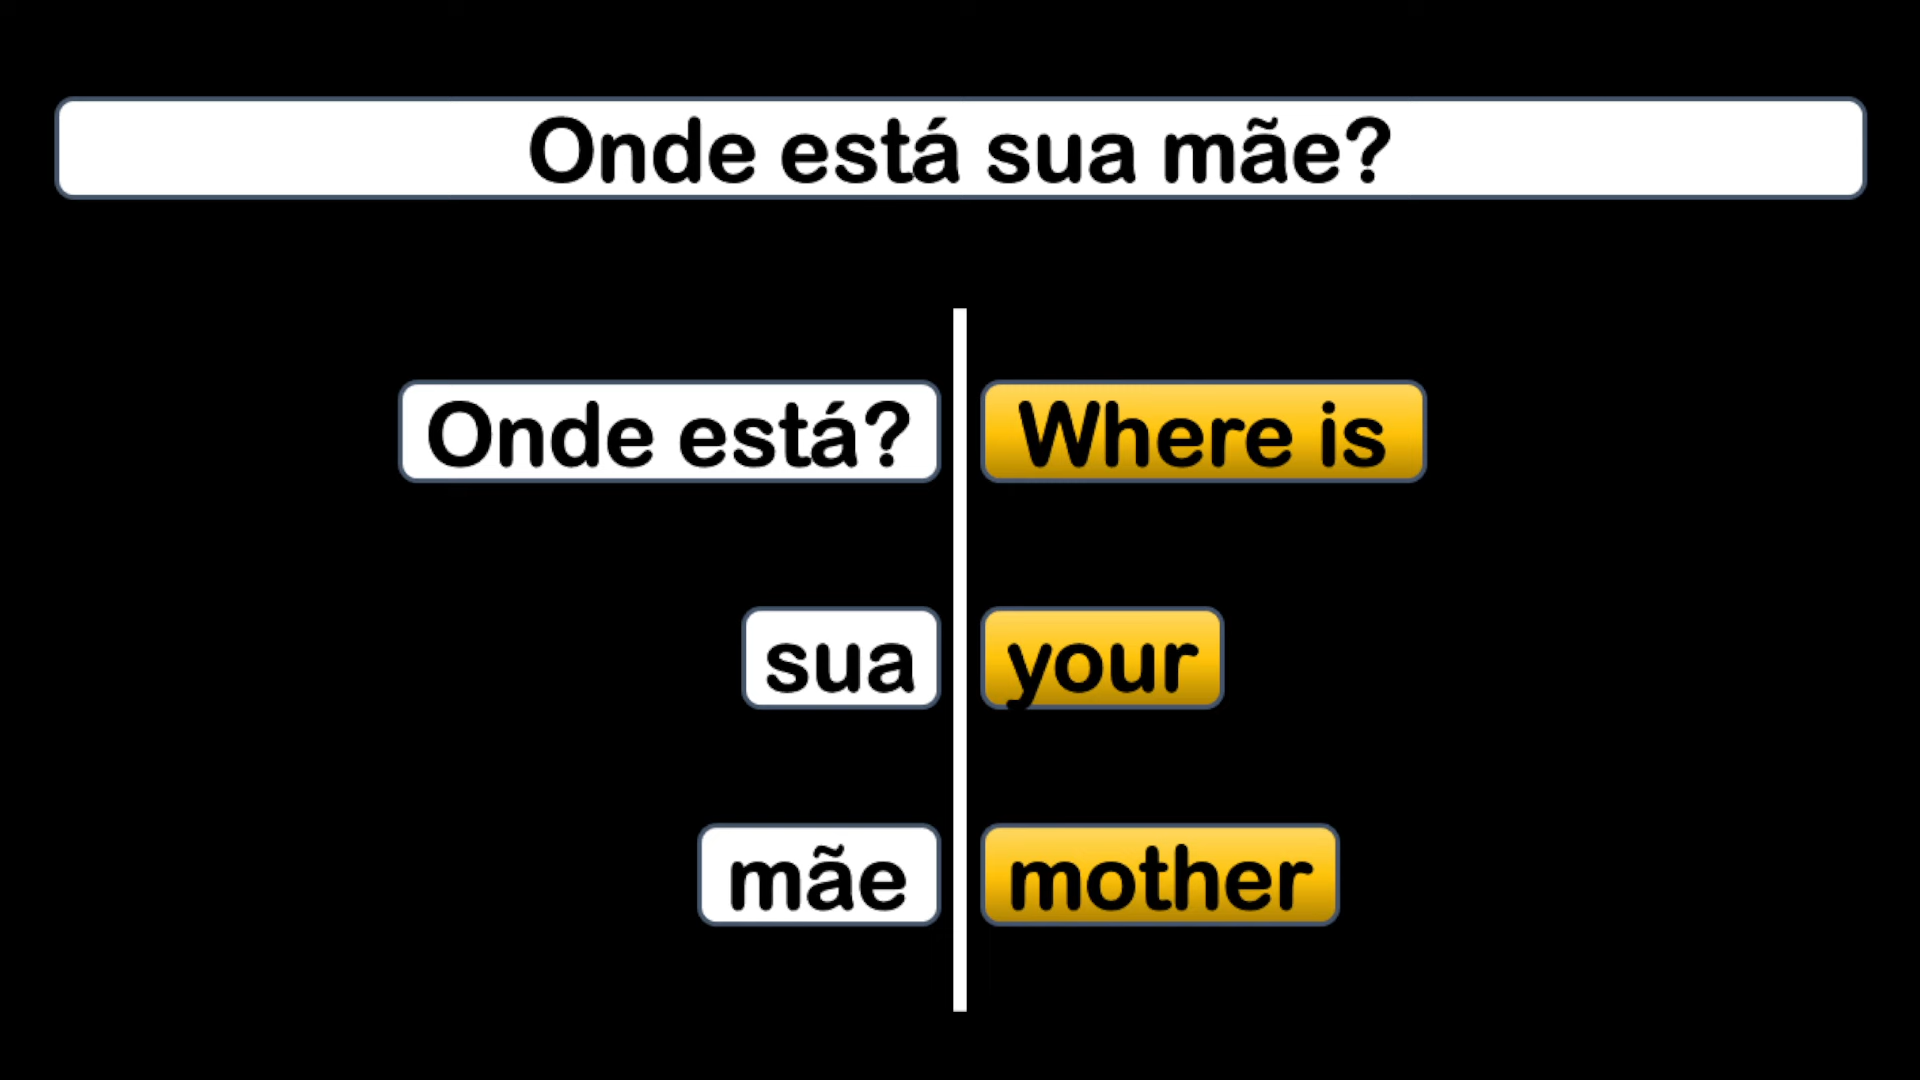 Onde está sua mãe?
Onde está? Where is
sua your
mãe mother